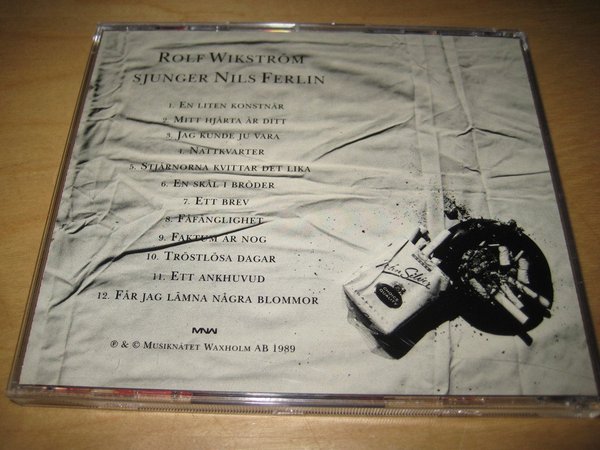 ROLF WIKSTRÖM
SJUNGER NILS FERLIN
1. EN LITEN KONSTNÄR
2. MITT HJÄRTA ÄR DITT
3. JAG KUNDE JU VARA
4. NATTKVARTER
5. STJÄRNORNA KVITTAR DET LIKA
6. EN SKÅL I BRÖDER
7. ETT BREV
8. FÅFÄNGLIGHET
9. FAKTUM ÄR NOG
10. TRÖSTLÖSA DAGAR
11. ETT ANKHUVUD
12. FÅR JAG LÄMNA NÅGRA BLOMMOR
MNW
℗ & © MUSIKNÄTET WAXHOLM AB 1989
John Silver